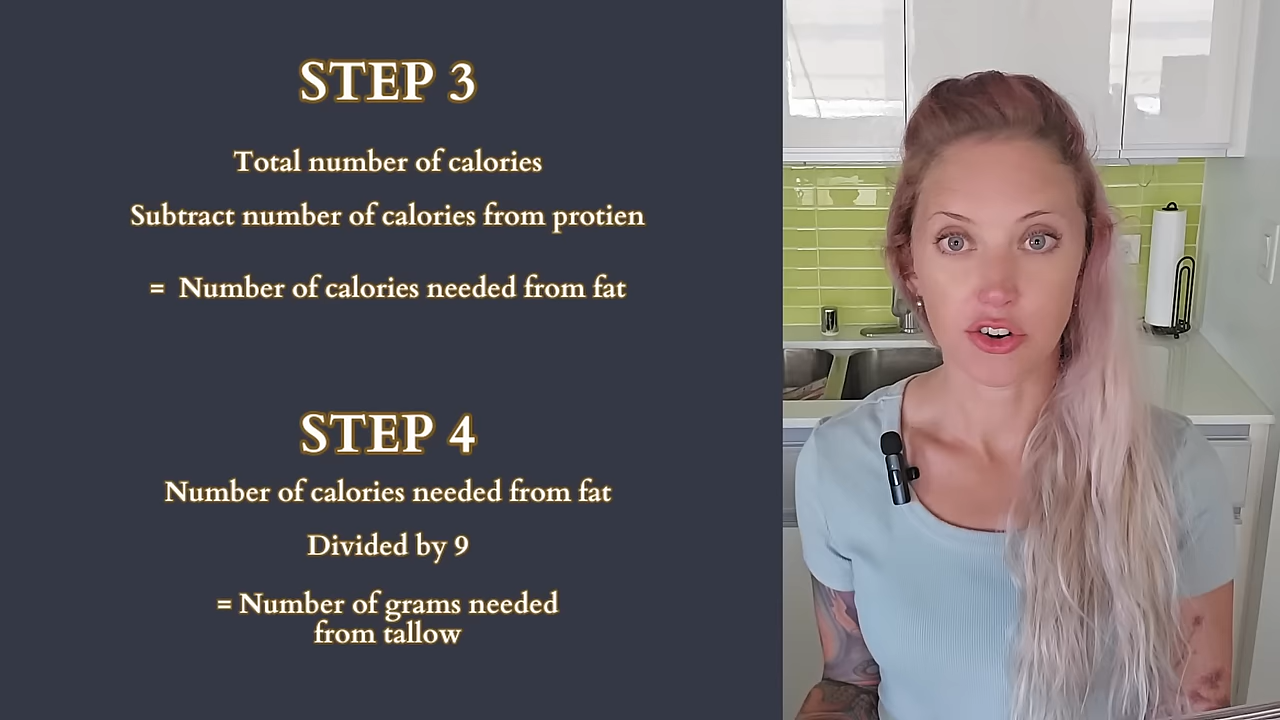 STEP 3
Total number of calories
Subtract number of calories from protien
= Number of calories needed from fat
STEP 4
Number of calories needed from fat
Divided by 9
= Number of grams needed
from tallow